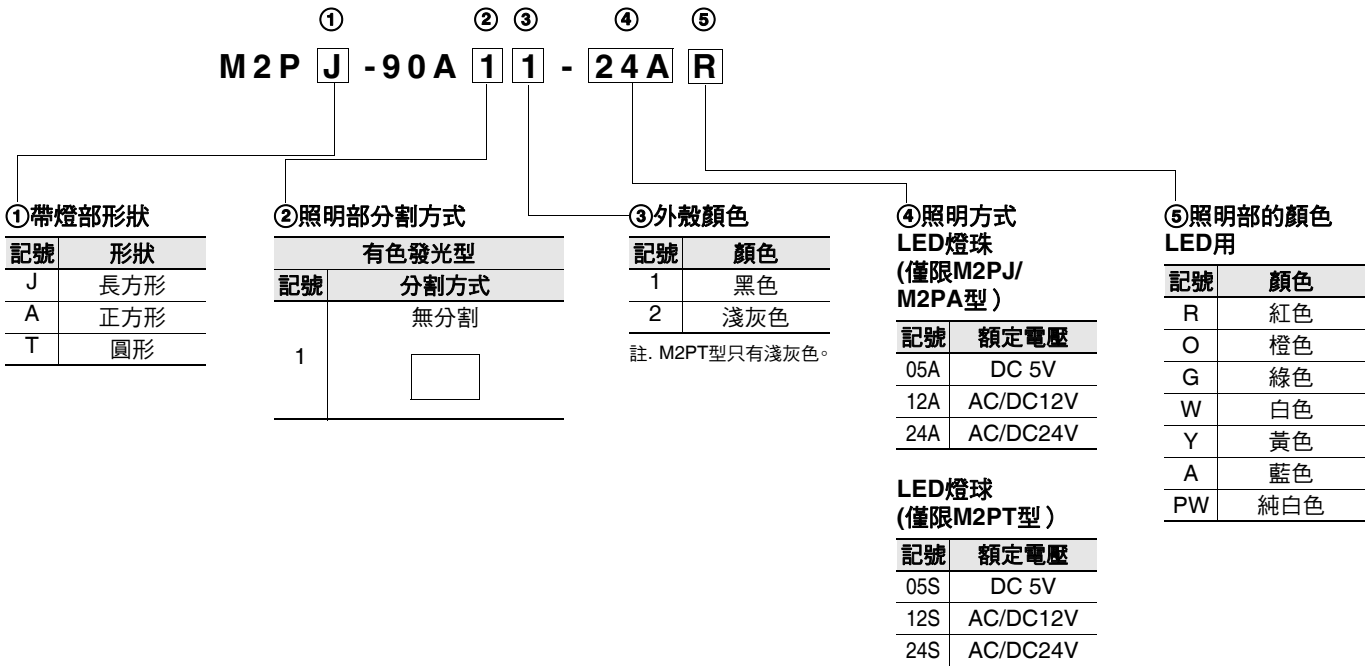 ① ② ③ ④ ⑤
M2P J -90A 1 1 - 24A R
①帶燈部形狀
記號 形狀
J 長方形
A 正方形
T 圓形
②照明部分割方式
有色發光型
記號 分割方式
1 無分割
③外殼顏色
記號 顏色
1 黑色
2 淺灰色
註. M2PT型只有淺灰色。
④照明方式
LED燈珠
(僅限M2PJ/
M2PA型)
記號 額定電壓
05A DC 5V
12A AC/DC12V
24A AC/DC24V
LED燈球
(僅限M2PT型)
記號 額定電壓
05S DC 5V
12S AC/DC12V
24S AC/DC24V
⑤照明部的顏色
LED用
記號 顏色
R 紅色
O 橙色
G 綠色
W 白色
Y 黃色
A 藍色
PW 純白色